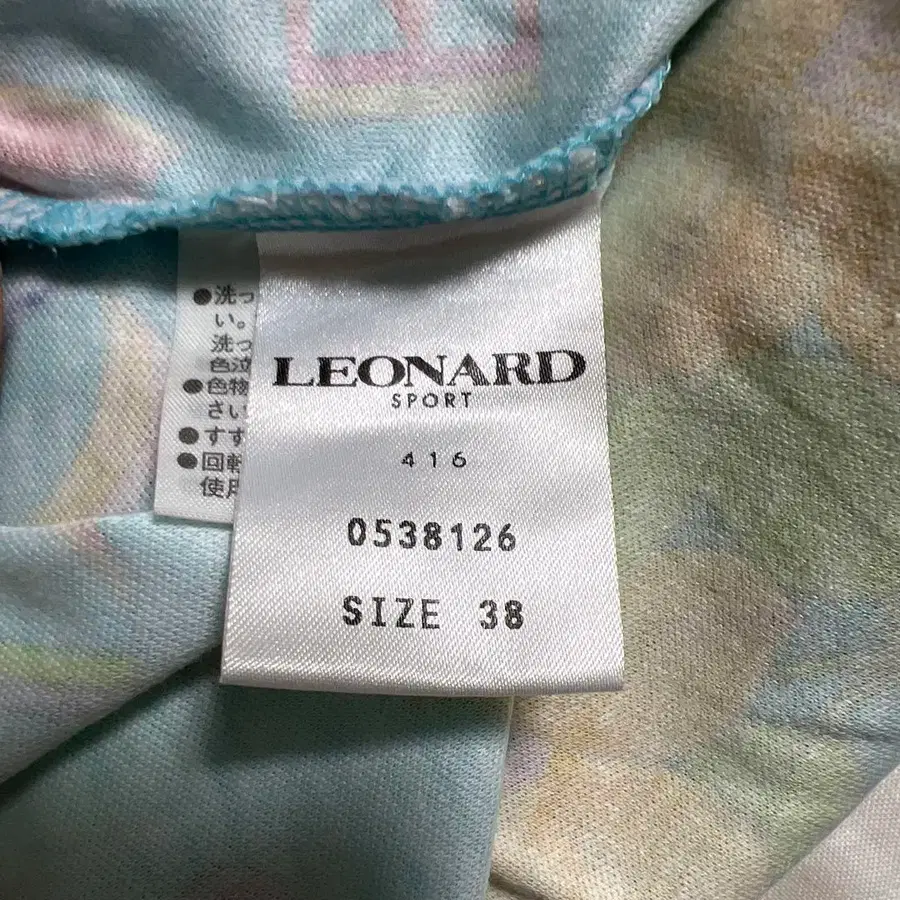 LEONARD
SPORT
416
0538126
SIZE 38
●洗っ
い。
洗っ
色泣
●色物
さい
●すす
●回転
使用